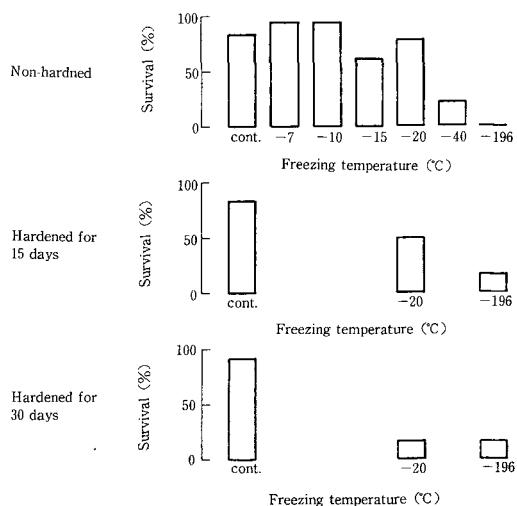 Non-hardned
Survival (%)
100
50
0
cont. −7 −10 −15 −20 −40 −196
Freezing temperature (℃)
Hardened for
15 days
Survival (%)
100
50
0
cont. −20 −196
Freezing temperature (℃)
Hardened for
30 days
Survival (%)
100
50
0
cont. −20 −196
Freezing temperature (℃)